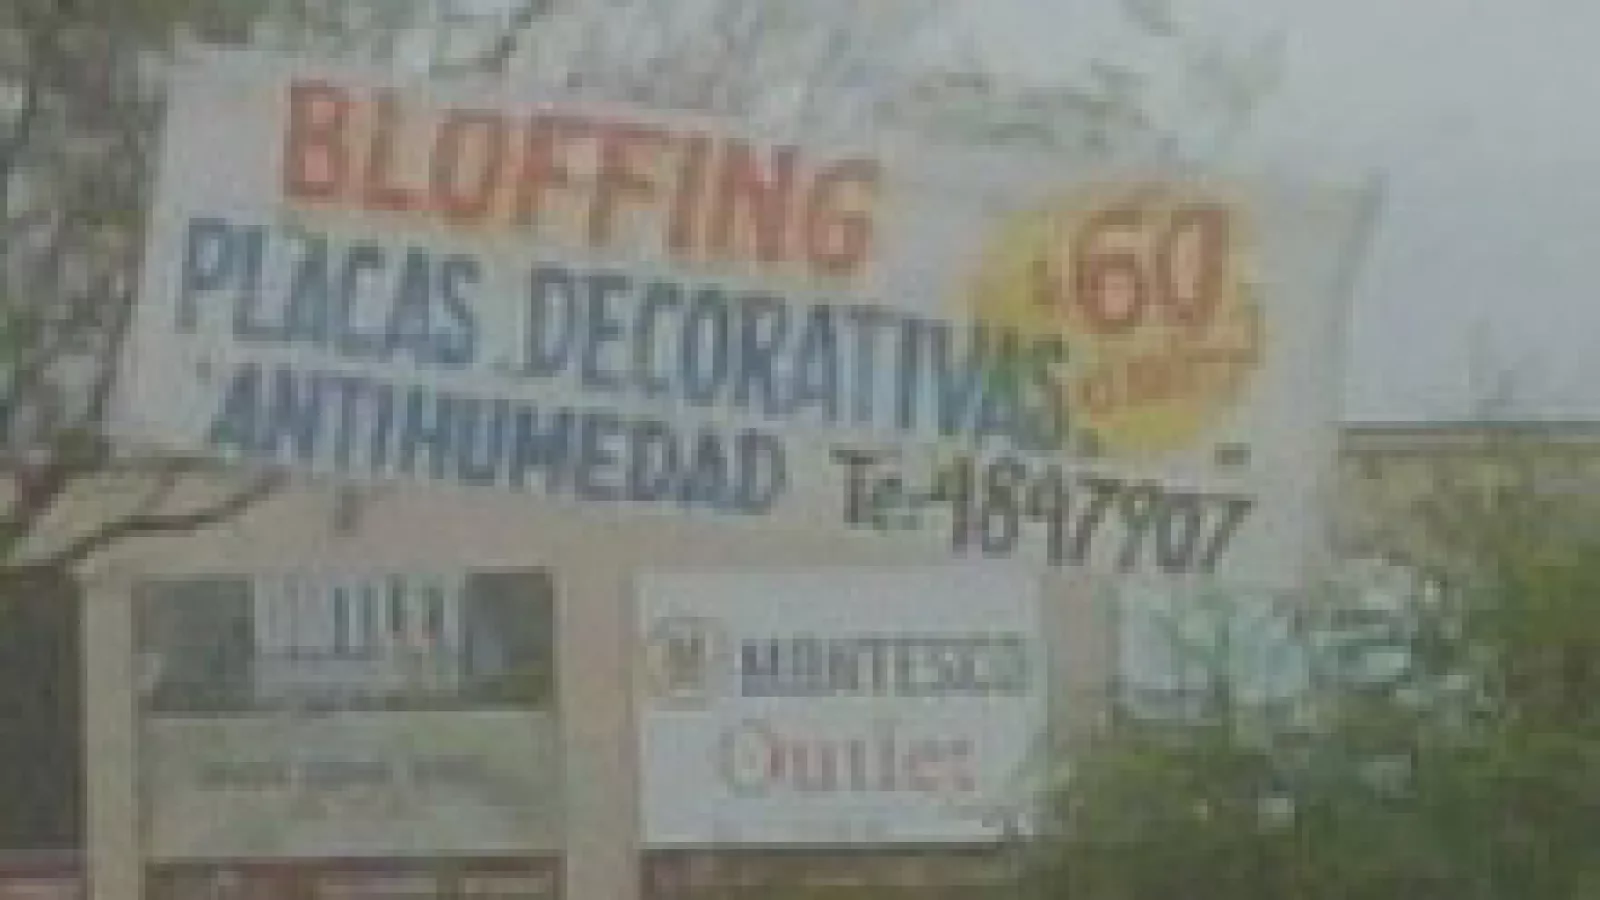 BLOFFING
$60
PLACAS DECORATIVAS
ANTIHUMEDAD Te-4847907
MONTESCO
Outlet